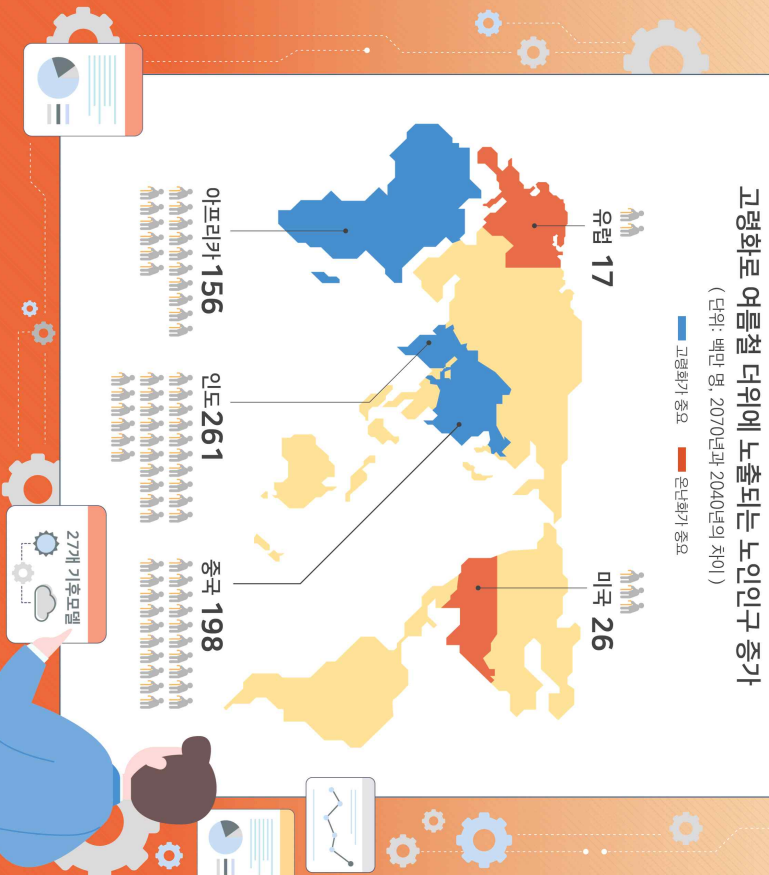 고령화로 여름철 더위에 노출되는 노인인구 증가
( 단위: 백만 명, 2070년과 2040년의 차이 )
고령화가 중요
온난화가 중요
유럽 17
미국 26
아프리카 156
인도 261
중국 198
27개 기후모델